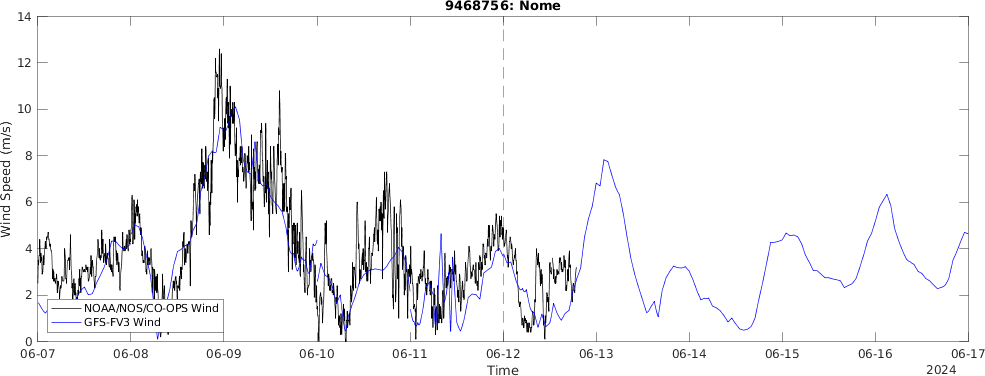 9468756: Nome
Wind Speed (m/s)
14
12
10
8
6
4
2
0
NOAA/NOS/CO-OPS Wind
GFS-FV3 Wind
06-07 06-08 06-09 06-10 06-11 06-12 06-13 06-14 06-15 06-16 06-17
Time
2024